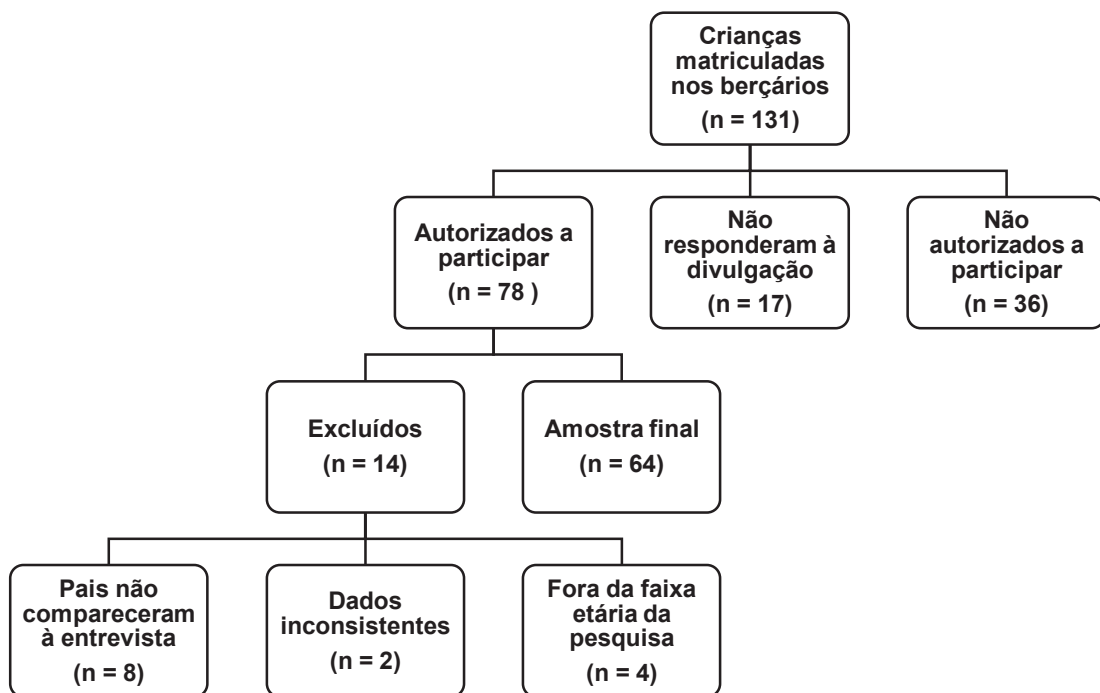 Crianças
matriculadas
nos berçários
(n = 131)
Autorizados a
participar
(n = 78 )
Não
responderam à
divulgação
(n = 17)
Não
autorizados a
participar
(n = 36)
Excluídos
(n = 14)
Amostra final
(n = 64)
Pais não
compareceram
à entrevista
(n = 8)
Dados
inconsistentes
(n = 2)
Fora da faixa
etária da
pesquisa
(n = 4)